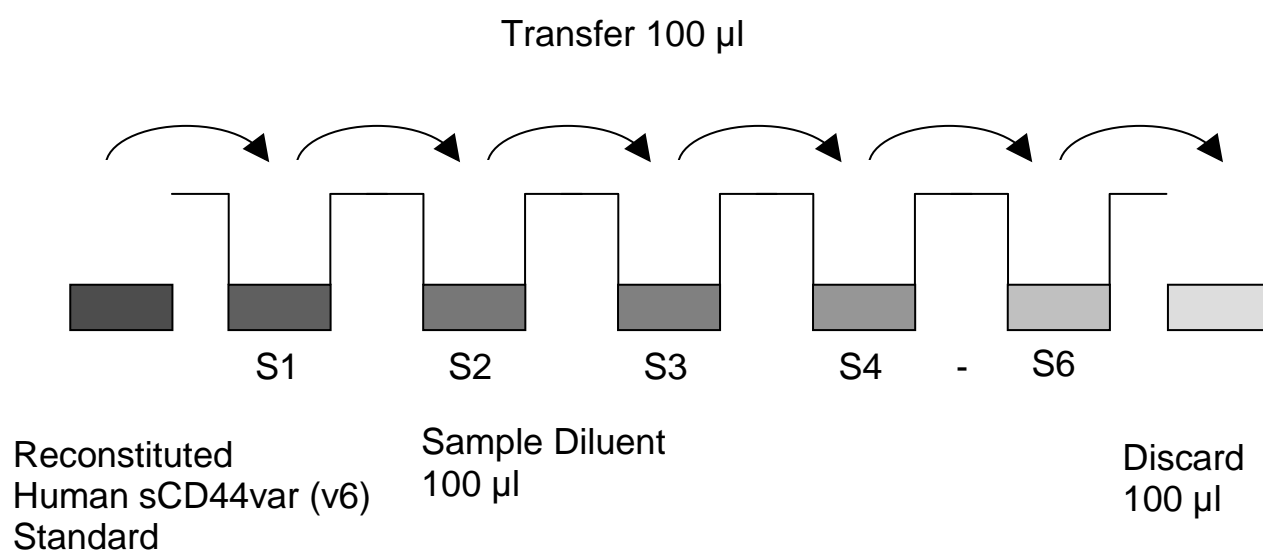 Transfer 100 µl
S1 S2 S3 S4 - S6
Reconstituted
Human sCD44var (v6)
Standard
Sample Diluent
100 µl
Discard
100 µl